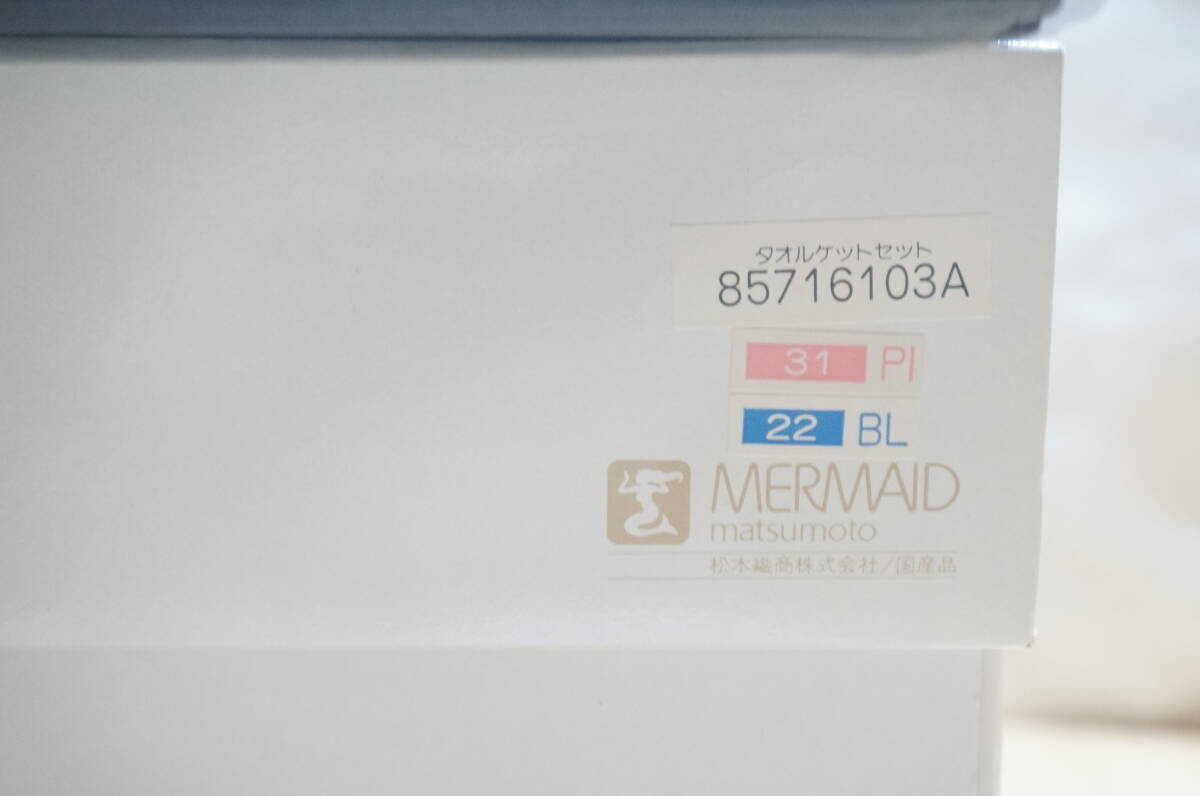 タオルケットセット
85716103A
31 PI
22 BL
MERMAID
matsumoto
松本繊商株式会社/国産品